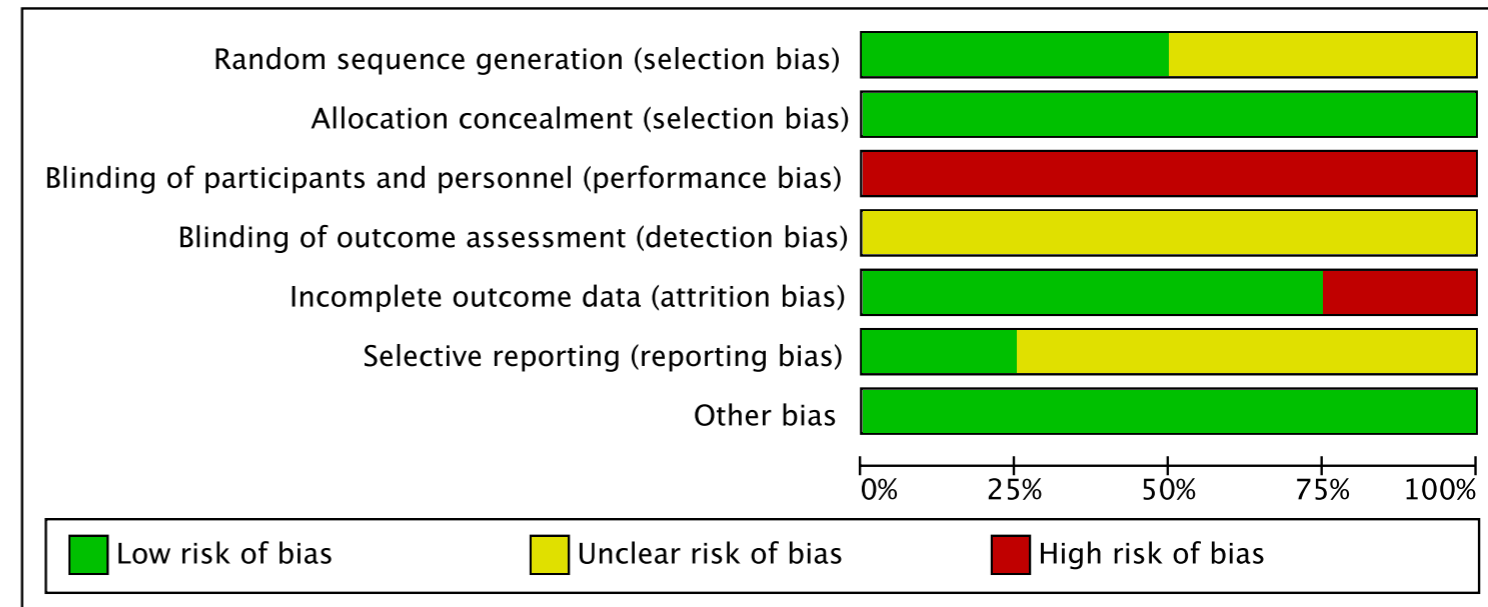 Random sequence generation (selection bias)
Allocation concealment (selection bias)
Blinding of participants and personnel (performance bias)
Blinding of outcome assessment (detection bias)
Incomplete outcome data (attrition bias)
Selective reporting (reporting bias)
Other bias
0% 25% 50% 75% 100%
Low risk of bias Unclear risk of bias High risk of bias